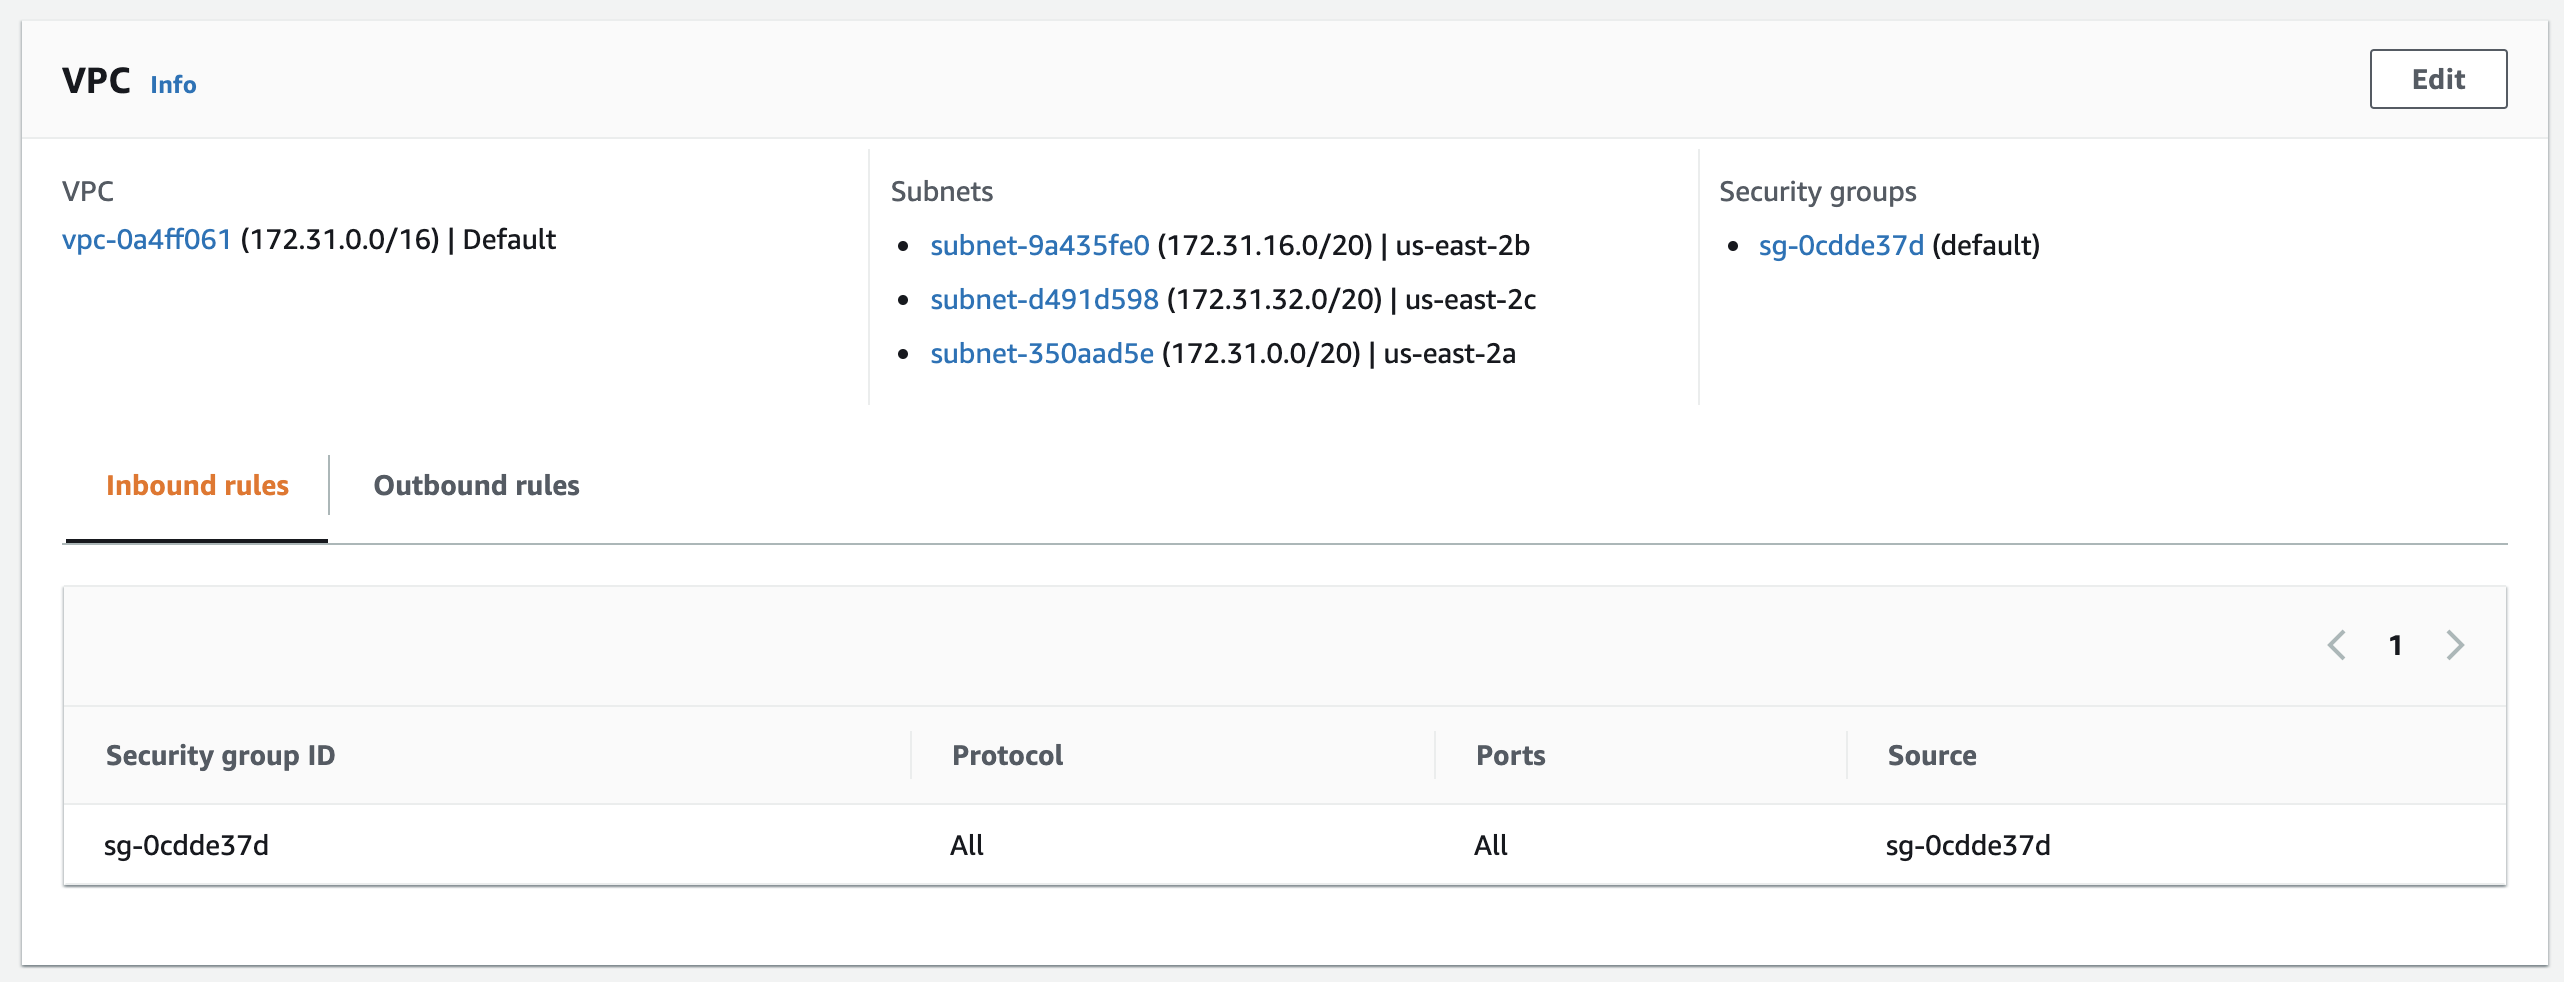 VPC Info
Edit
VPC
vpc-0a4ff061 (172.31.0.0/16) | Default
Subnets
subnet-9a435fe0 (172.31.16.0/20) | us-east-2b
subnet-d491d598 (172.31.32.0/20) | us-east-2c
subnet-350aad5e (172.31.0.0/20) | us-east-2a
Security groups
sg-0cdde37d (default)
Inbound rules
Outbound rules
1
Security group ID Protocol Ports Source
sg-0cdde37d All All sg-0cdde37d